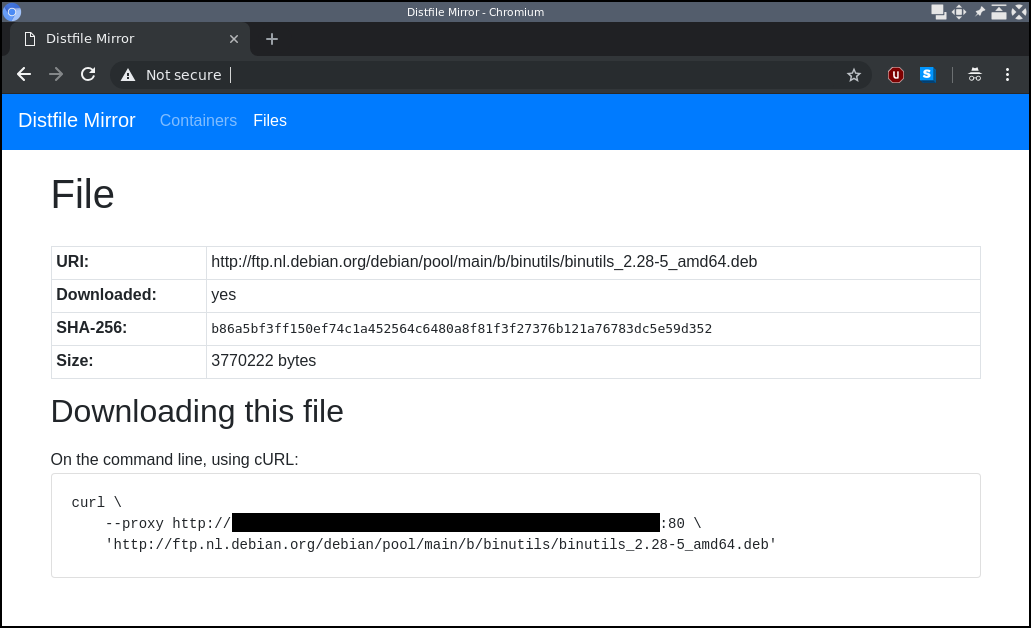 Distfile Mirror - Chromium
Distfile Mirror
Not secure
Distfile Mirror Containers Files
File
URI: http://ftp.nl.debian.org/debian/pool/main/b/binutils/binutils_2.28-5_amd64.deb
Downloaded: yes
SHA-256: b86a5bf3ff150ef74c1a452564c6480a8f81f3f27376b121a76783dc5e59d352
Size: 3770222 bytes
Downloading this file
On the command line, using cURL:
curl \
--proxy http:// :80 \
'http://ftp.nl.debian.org/debian/pool/main/b/binutils/binutils_2.28-5_amd64.deb'